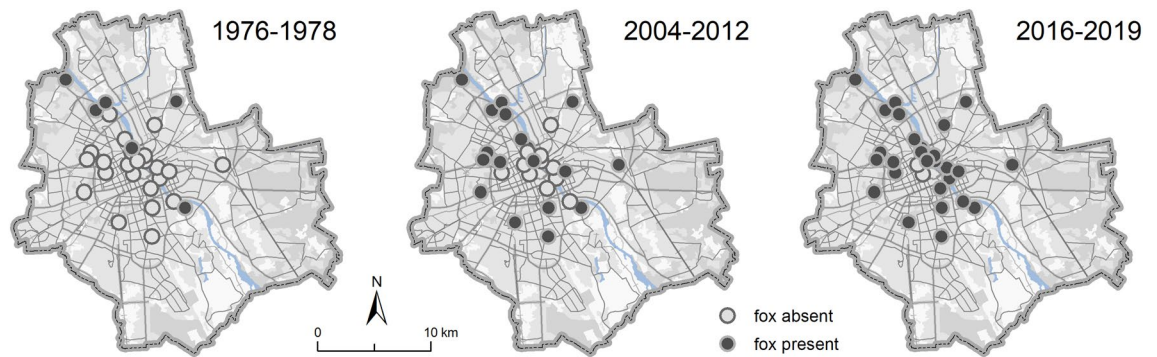 1976-1978
2004-2012
2016-2019
N
0 10 km
fox absent
fox present